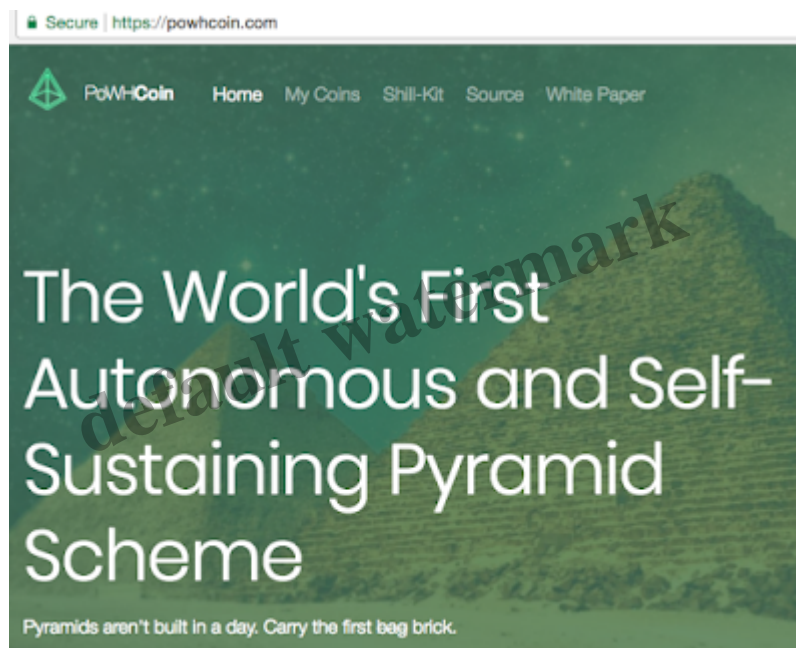 Secure | https://powhcoin.com
PoWHCoin Home My Coins Shill-Kit Source White Paper
The World's First
Autonomous and Self-
Sustaining Pyramid
Scheme
default watermark
Pyramids aren't built in a day. Carry the first bag brick.